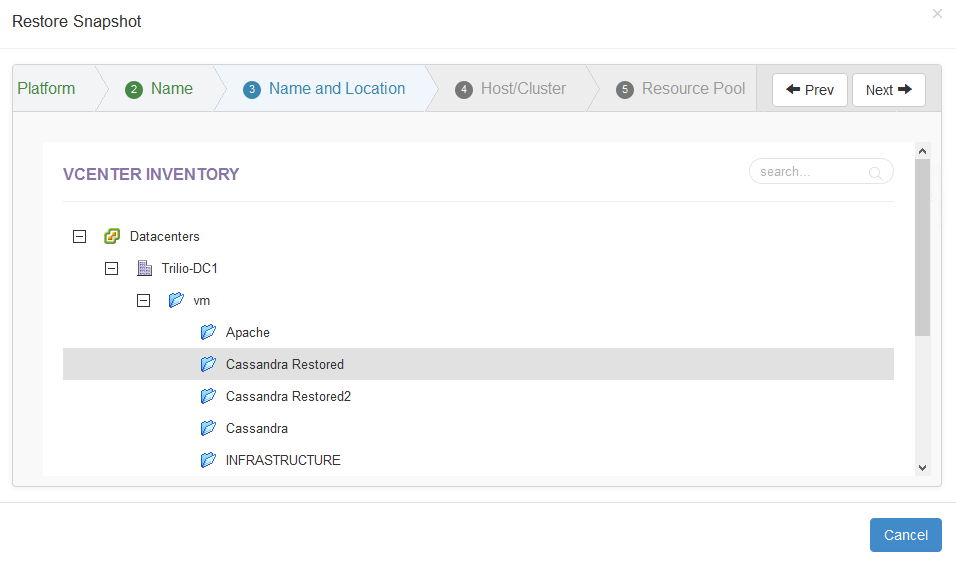 Restore Snapshot
×
Platform 2 Name 3 Name and Location 4 Host/Cluster 5 Resource Pool Prev Next
VCENTER INVENTORY search...
Datacenters
Trilio-DC1
vm
Apache
Cassandra Restored
Cassandra Restored2
Cassandra
INFRASTRUCTURE
Cancel